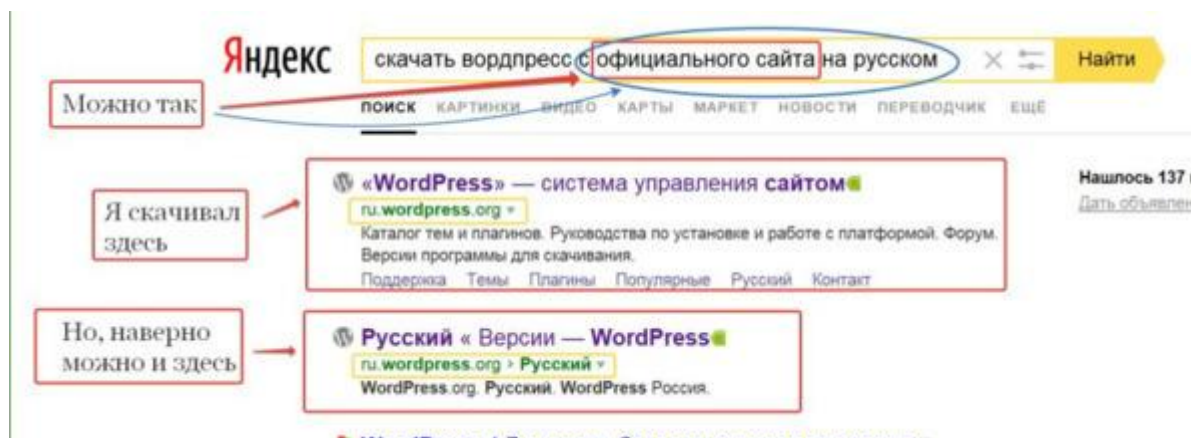 Яндекс
скачать вордпресс с официального сайта на русском
Найти
Можно так
ПОИСК КАРТИНКИ ВИДЕО КАРТЫ МАРКЕТ НОВОСТИ ПЕРЕВОДЧИК ЕЩЁ
«WordPress» — система управления сайтом
Нашлось 137
ru.wordpress.org
Дать объявлен
Я скачивал
здесь
Каталог тем и плагинов. Руководства по установке и работе с платформой. Форум.
Версии программы для скачивания.
Поддержка Темы Плагины Популярные Русский Контакт
Но, наверно
можно и здесь
Русский « Версии — WordPress
ru.wordpress.org › Русский
WordPress.org. Русский. WordPress Россия.